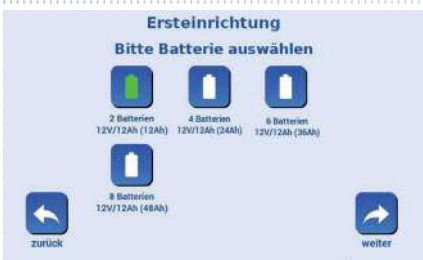 Ersteinrichtung
Bitte Batterie auswählen
2 Batterien
12V/12Ah (12Ah)
4 Batterien
12V/12Ah (24Ah)
6 Batterien
12V/12Ah (36Ah)
8 Batterien
12V/12Ah (48Ah)
zurück
weiter